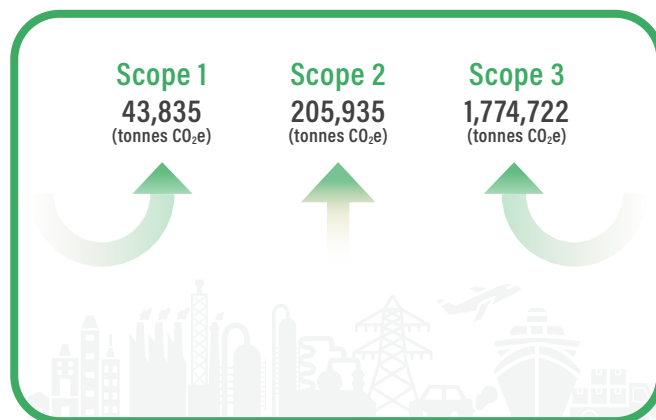 Scope 1
43,835
(tonnes CO₂e)
Scope 2
205,935
(tonnes CO₂e)
Scope 3
1,774,722
(tonnes CO₂e)